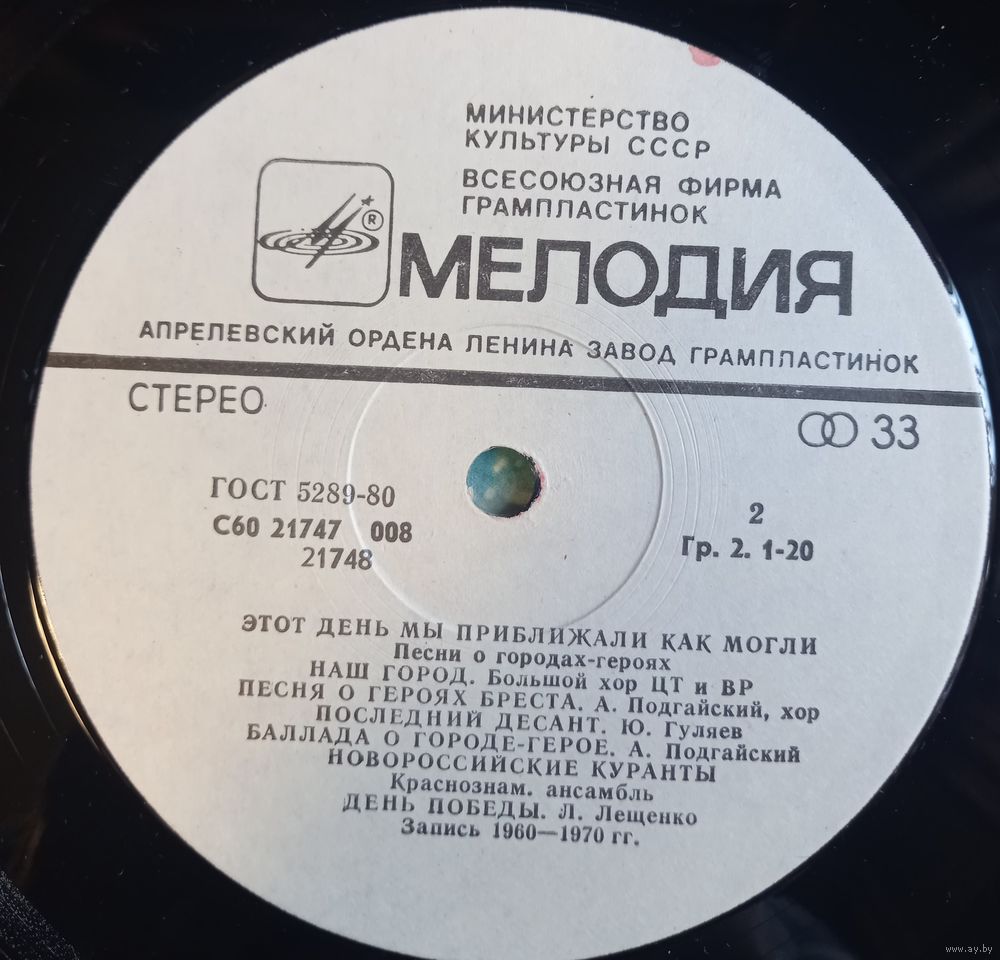 МИНИСТЕРСТВО
КУЛЬТУРЫ СССР
ВСЕСОЮЗНАЯ ФИРМА
ГРАМПЛАСТИНОК
®
МЕЛОДИЯ
АПРЕЛЕВСКИЙ ОРДЕНА ЛЕНИНА ЗАВОД ГРАМПЛАСТИНОК
СТЕРЕО
33
ГОСТ 5289-80
С60 21747 008
21748
2
Гр. 2. 1-20
ЭТОТ ДЕНЬ МЫ ПРИБЛИЖАЛИ КАК МОГЛИ
Песни о городах-героях
НАШ ГОРОД. Большой хор ЦТ и ВР
ПЕСНЯ О ГЕРОЯХ БРЕСТА. А. Подгайский, хор
ПОСЛЕДНИЙ ДЕСАНТ. Ю. Гуляев
БАЛЛАДА О ГОРОДЕ-ГЕРОЕ. А. Подгайский
НОВОРОССИЙСКИЕ КУРАНТЫ
Краснознам. ансамбль
ДЕНЬ ПОБЕДЫ. Л. Лещенко
Запись 1960—1970 гг.
www.ay.by